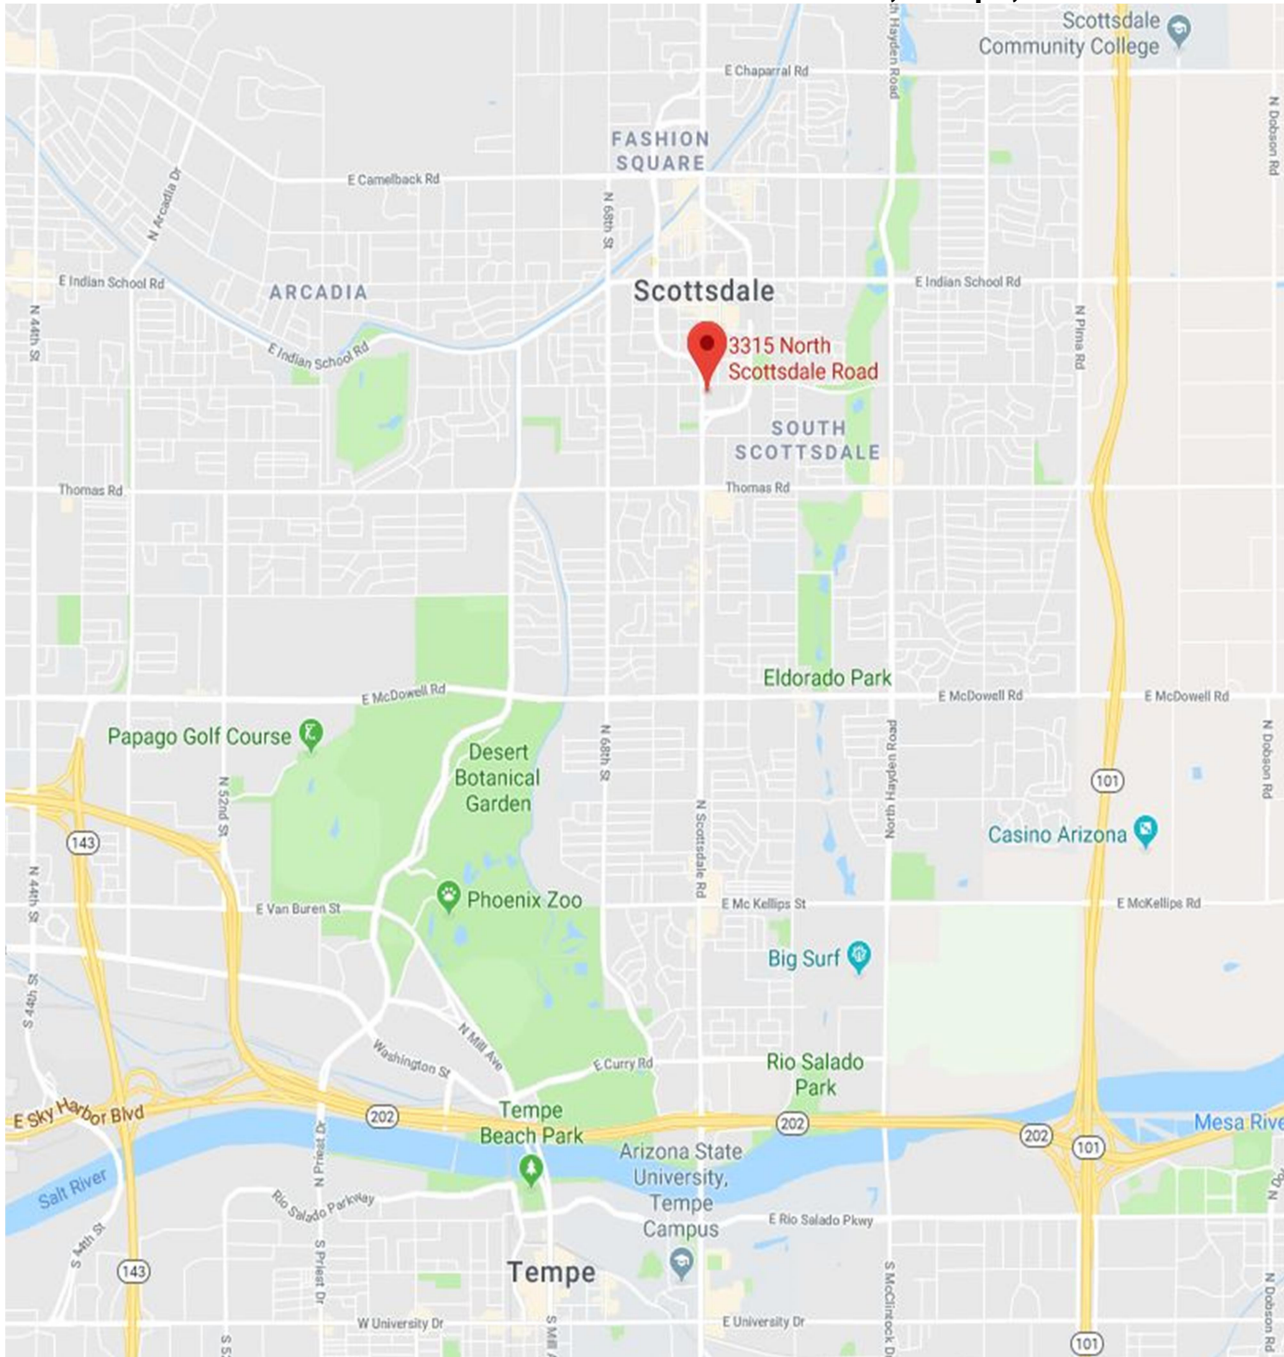 Scottsdale
Community College
h Hayden Road
E Chaparral Rd
N Dobson Rd
FASHION
SQUARE
E Camelback Rd
N Arcadia Dr
N 68th St
E Indian School Rd
ARCADIA
Scottsdale
E Indian School Rd
N 44th St
E Indian School Rd
3315 North
Scottsdale Road
N Pima Rd
SOUTH
SCOTTSDALE
Thomas Rd
Thomas Rd
Eldorado Park
E McDowell Rd
E McDowell Rd
E McDowell Rd
Papago Golf Course
Desert
Botanical
Garden
N 68th St
North Hayden Road
N Dobson Rd
N 52nd St
101
143
N Scottsdale Rd
Casino Arizona
N 44th St
Phoenix Zoo
E Van Buren St
E Mc Kellips St
E McKellips Rd
Big Surf
S 44th St
N Mill Ave
Washington St
E Curry Rd
Rio Salado
Park
E Sky Harbor Blvd
202
Tempe
Beach Park
202
202
101
Mesa Rive
N Priest Dr
Arizona State
University,
Tempe
Campus
Salt River
Rio Salado Parkway
E Rio Salado Pkwy
N Do
S 44th St
S Priest Dr
143
Tempe
S McClintock D
N Dobson Rd
W University Dr
S Mill
E University Dr
S 5
101